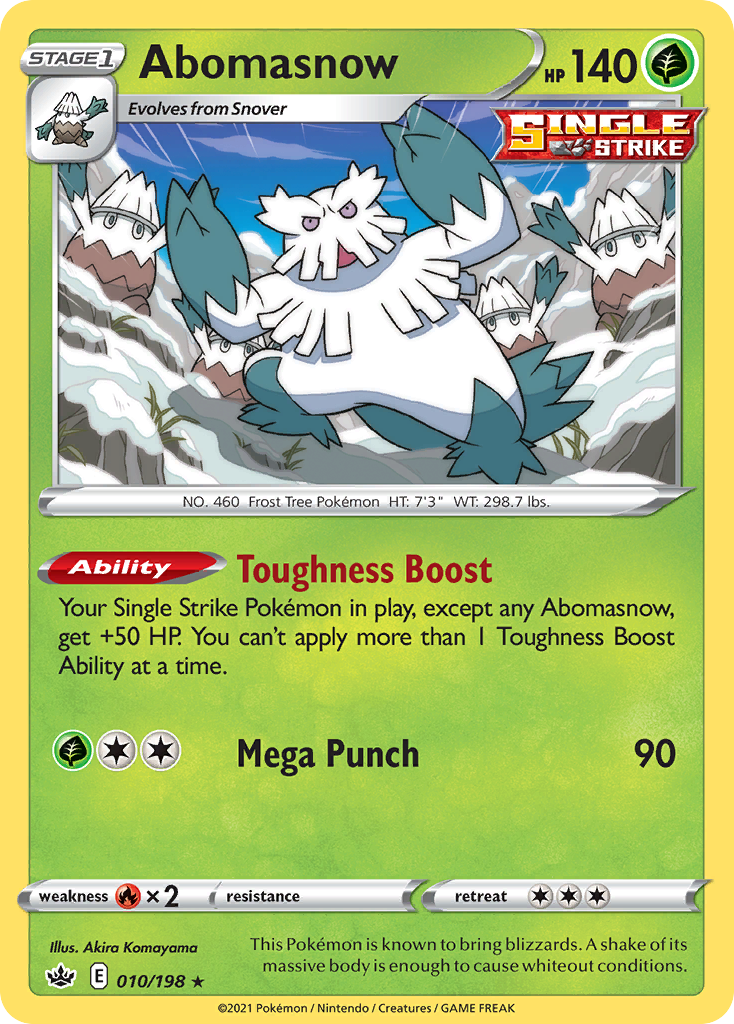 STAGE1
Abomasnow
HP 140
Evolves from Snover
SINGLE
STRIKE
NO. 460 Frost Tree Pokémon HT: 7'3" WT: 298.7 lbs.
Ability
Toughness Boost
Your Single Strike Pokémon in play, except any Abomasnow,
get +50 HP. You can't apply more than 1 Toughness Boost
Ability at a time.
Mega Punch 90
weakness ×2 resistance retreat
Illus. Akira Komayama
This Pokémon is known to bring blizzards. A shake of its
massive body is enough to cause whiteout conditions.
E 010/198 ★
©2021 Pokémon / Nintendo / Creatures / GAME FREAK